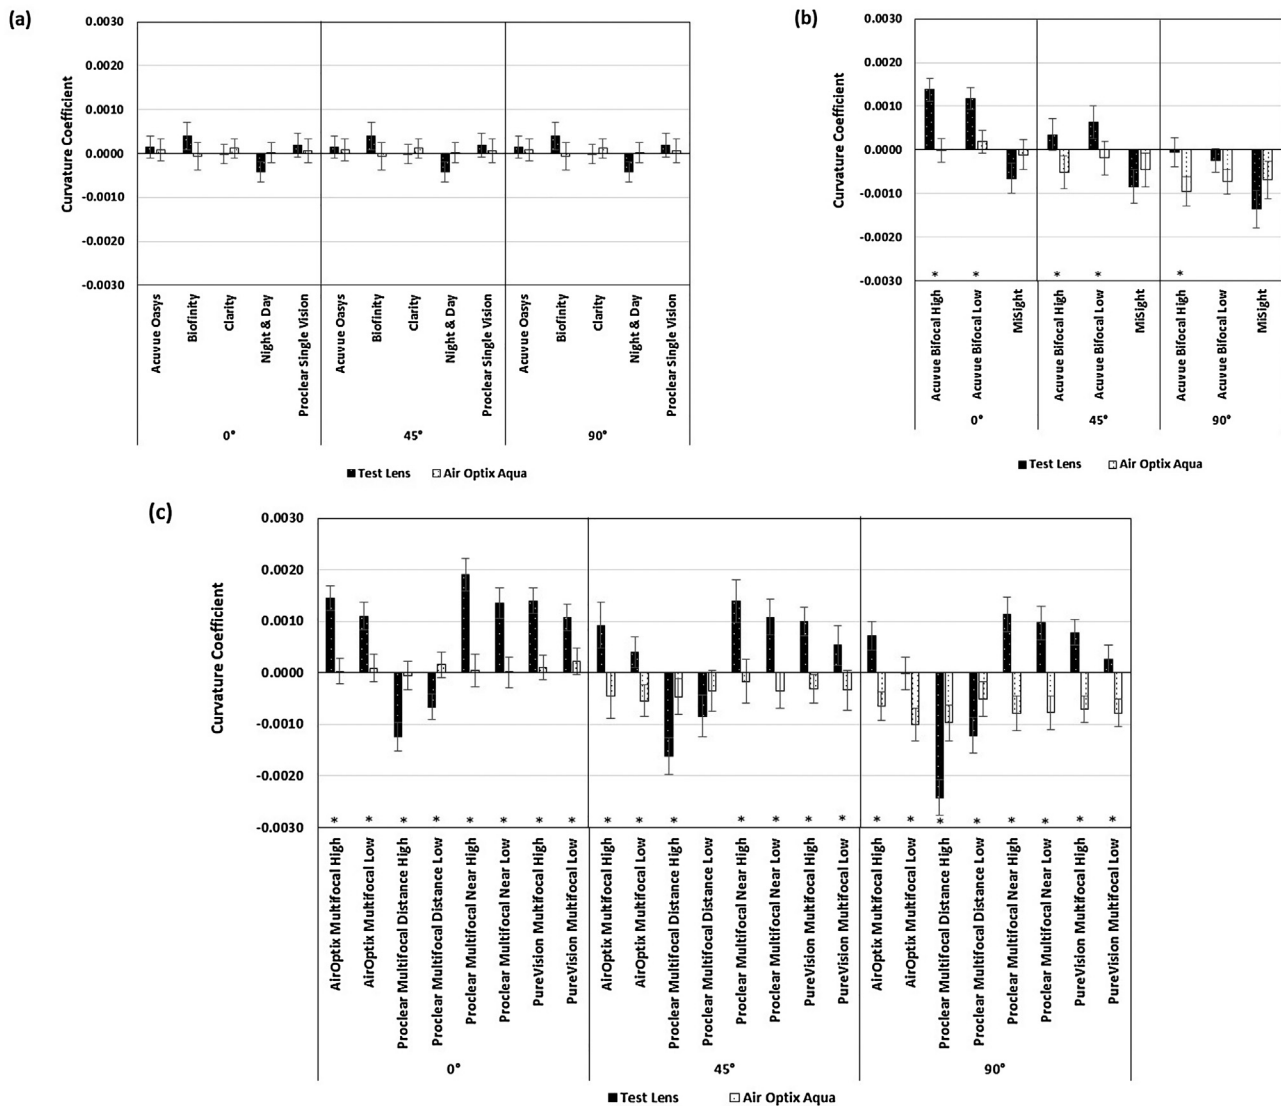 (a)
Curvature Coefficient
0.0030
0.0020
0.0010
0.0000
-0.0010
-0.0020
-0.0030
Acuvue Oasys
Biofinity
Clarity
Night & Day
Proclear Single Vision
Acuvue Oasys
Biofinity
Clarity
Night & Day
Proclear Single Vision
Acuvue Oasys
Biofinity
Clarity
Night & Day
Proclear Single Vision
0°
45°
90°
Test Lens
Air Optix Aqua
(b)
Curvature Coefficient
0.0030
0.0020
0.0010
0.0000
-0.0010
-0.0020
-0.0030
* * * * *
Acuvue Bifocal High
Acuvue Bifocal Low
MiSight
Acuvue Bifocal High
Acuvue Bifocal Low
MiSight
Acuvue Bifocal High
Acuvue Bifocal Low
MiSight
0°
45°
90°
Test Lens
Air Optix Aqua
(c)
Curvature Coefficient
0.0030
0.0020
0.0010
0.0000
-0.0010
-0.0020
-0.0030
* * * * * * * * * * * * * * * * * * * * * * *
AirOptix Multifocal High
AirOptix Multifocal Low
Proclear Multifocal Distance High
Proclear Multifocal Distance Low
Proclear Multifocal Near High
Proclear Multifocal Near Low
PureVision Multifocal High
PureVision Multifocal Low
AirOptix Multifocal High
AirOptix Multifocal Low
Proclear Multifocal Distance High
Proclear Multifocal Distance Low
Proclear Multifocal Near High
Proclear Multifocal Near Low
PureVision Multifocal High
PureVision Multifocal Low
AirOptix Multifocal High
AirOptix Multifocal Low
Proclear Multifocal Distance High
Proclear Multifocal Distance Low
Proclear Multifocal Near High
Proclear Multifocal Near Low
PureVision Multifocal High
PureVision Multifocal Low
0°
45°
90°
Test Lens
Air Optix Aqua